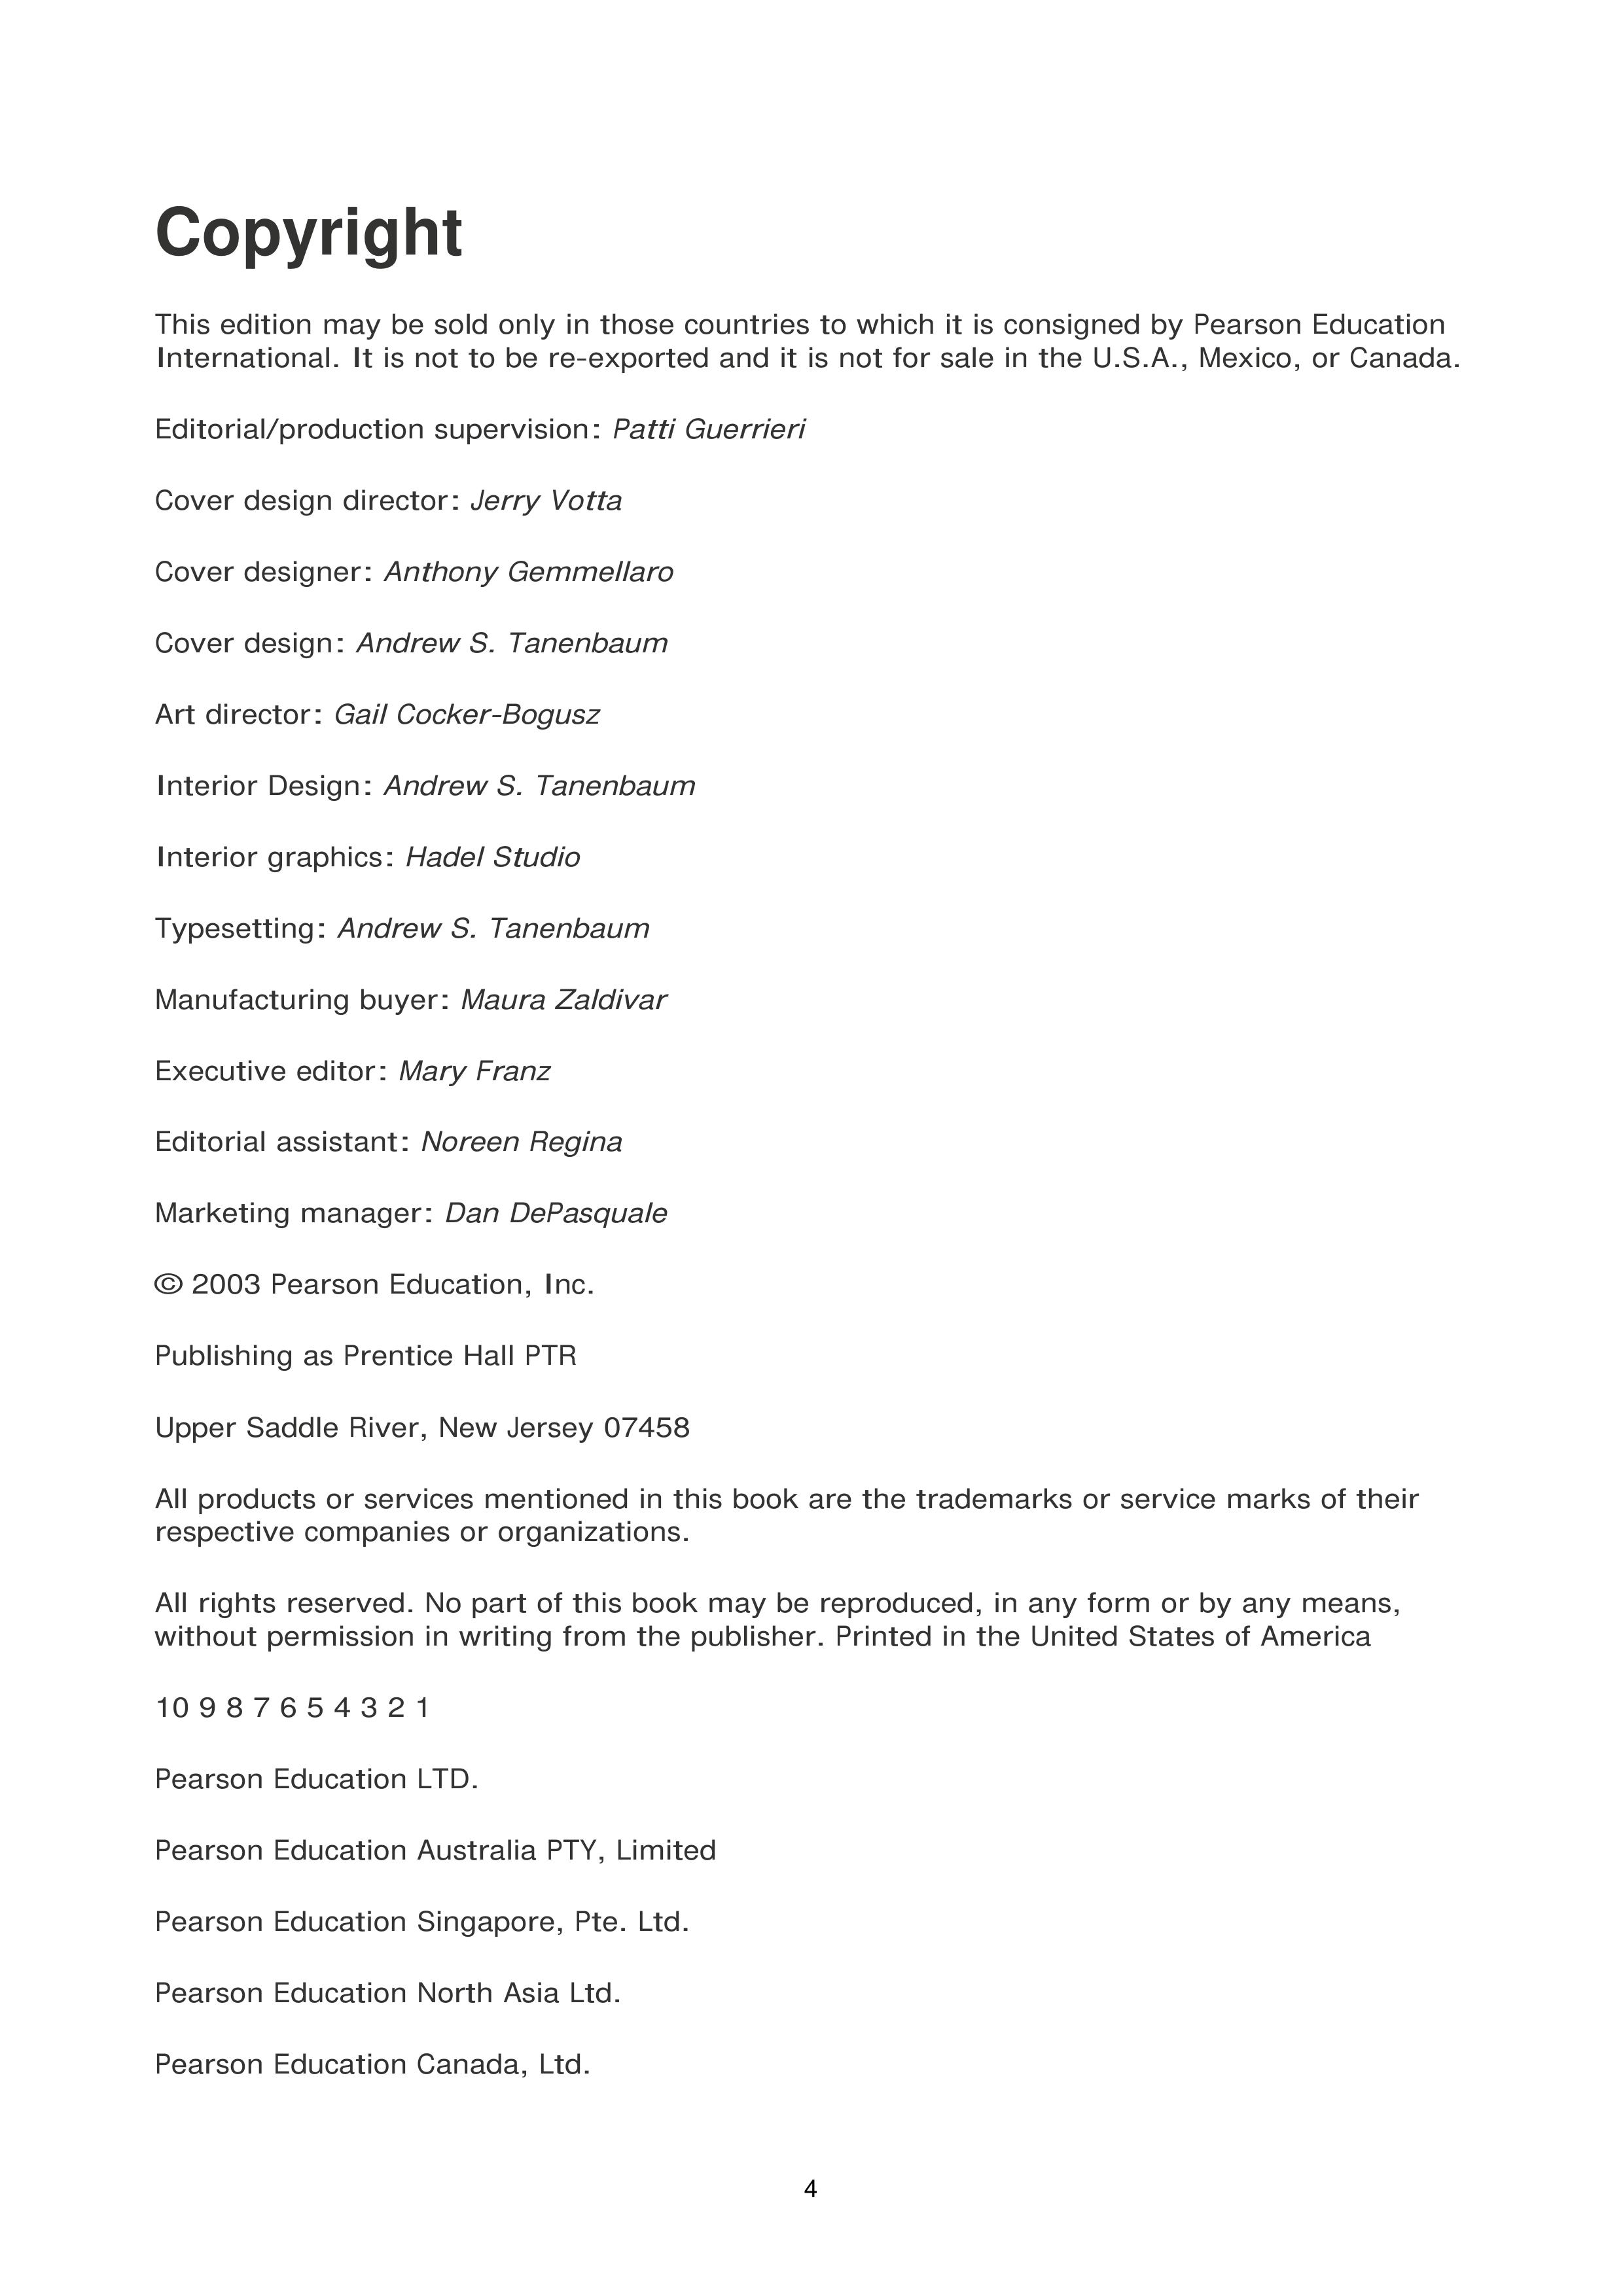 Copyright
This edition may be sold only in those countries to which it is consigned by Pearson Education
International. It is not to be re-exported and it is not for sale in the U.S.A., Mexico, or Canada.
Editorial/production supervision: Patti Guerrieri
Cover design director: Jerry Votta
Cover designer: Anthony Gemmellaro
Cover design: Andrew S. Tanenbaum
Art director: Gail Cocker-Bogusz
Interior Design: Andrew S. Tanenbaum
Interior graphics: Hadel Studio
Typesetting: Andrew S. Tanenbaum
Manufacturing buyer: Maura Zaldivar
Executive editor: Mary Franz
Editorial assistant: Noreen Regina
Marketing manager: Dan DePasquale
© 2003 Pearson Education, Inc.
Publishing as Prentice Hall PTR
Upper Saddle River, New Jersey 07458
All products or services mentioned in this book are the trademarks or service marks of their
respective companies or organizations.
All rights reserved. No part of this book may be reproduced, in any form or by any means,
without permission in writing from the publisher. Printed in the United States of America
10 9 8 7 6 5 4 3 2 1
Pearson Education LTD.
Pearson Education Australia PTY, Limited
Pearson Education Singapore, Pte. Ltd.
Pearson Education North Asia Ltd.
Pearson Education Canada, Ltd.
4